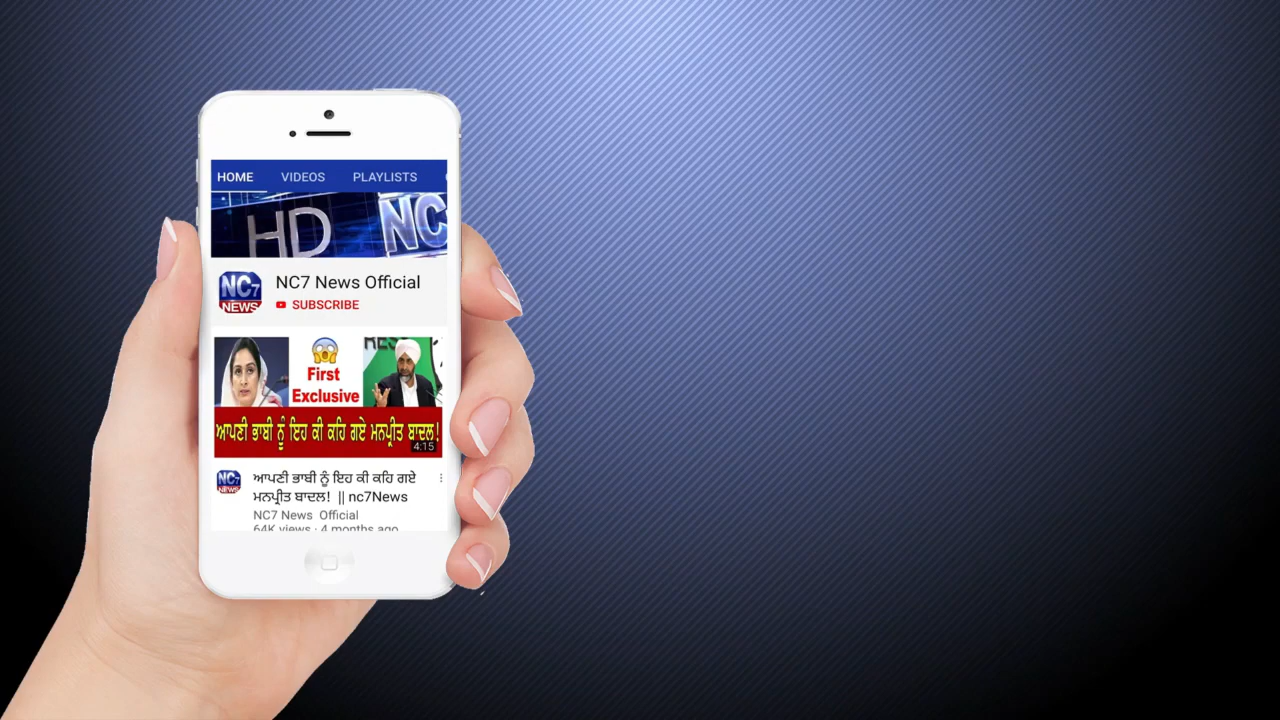 HOME VIDEOS PLAYLISTS
HD NC
NC7 NEWS
NC7 News Official
SUBSCRIBE
First
Exclusive
ਆਪਣੀ ਭਾਬੀ ਨੂੰ ਇਹ ਕੀ ਕਹਿ ਗਏ ਮਨਪ੍ਰੀਤ ਬਾਦਲ!
4:15
NC7 NEWS
ਆਪਣੀ ਭਾਬੀ ਨੂੰ ਇਹ ਕੀ ਕਹਿ ਗਏ
ਮਨਪ੍ਰੀਤ ਬਾਦਲ! || nc7News
NC7 News Official
64K views · 4 months ago